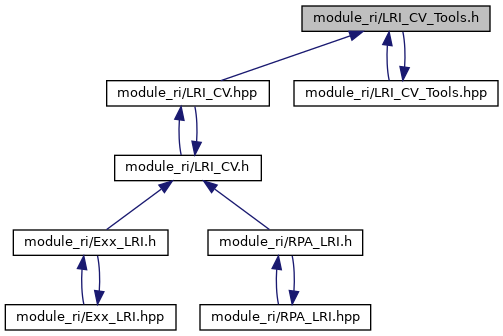 module_ri/LRI_CV_Tools.h
module_ri/LRI_CV.hpp
module_ri/LRI_CV_Tools.hpp
module_ri/LRI_CV.h
module_ri/Exx_LRI.h
module_ri/RPA_LRI.h
module_ri/Exx_LRI.hpp
module_ri/RPA_LRI.hpp